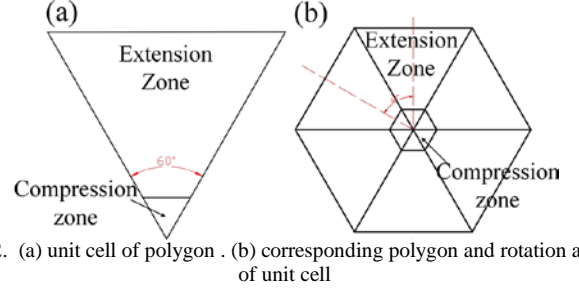 (a)
Extension
Zone
60°
Compression
zone
(b)
Extension
Zone
Compression
zone
. (a) unit cell of polygon . (b) corresponding polygon and rotation a
of unit cell